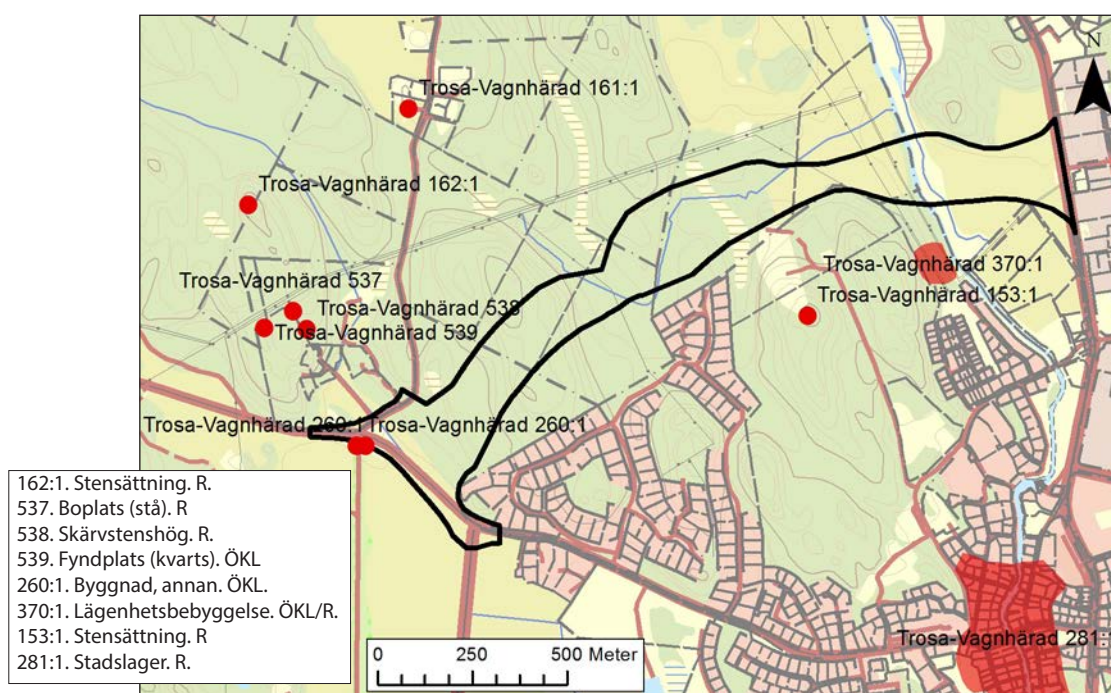 N
Trosa-Vagnhärad 161:1
Trosa-Vagnhärad 162:1
Trosa-Vagnhärad 370:1
Trosa-Vagnhärad 537
Trosa-Vagnhärad 153:1
Trosa-Vagnhärad 538
Trosa-Vagnhärad 539
Trosa-Vagnhärad 260:1 Trosa-Vagnhärad 260:1
162:1. Stensättning. R.
537. Boplats (stå). R
538. Skärvstenshög. R.
539. Fyndplats (kvarts). ÖKL
260:1. Byggnad, annan. ÖKL.
370:1. Lägenhetsbebyggelse. ÖKL/R.
153:1. Stensättning. R
281:1. Stadslager. R.
Trosa-Vagnhärad 281:
0 250 500 Meter